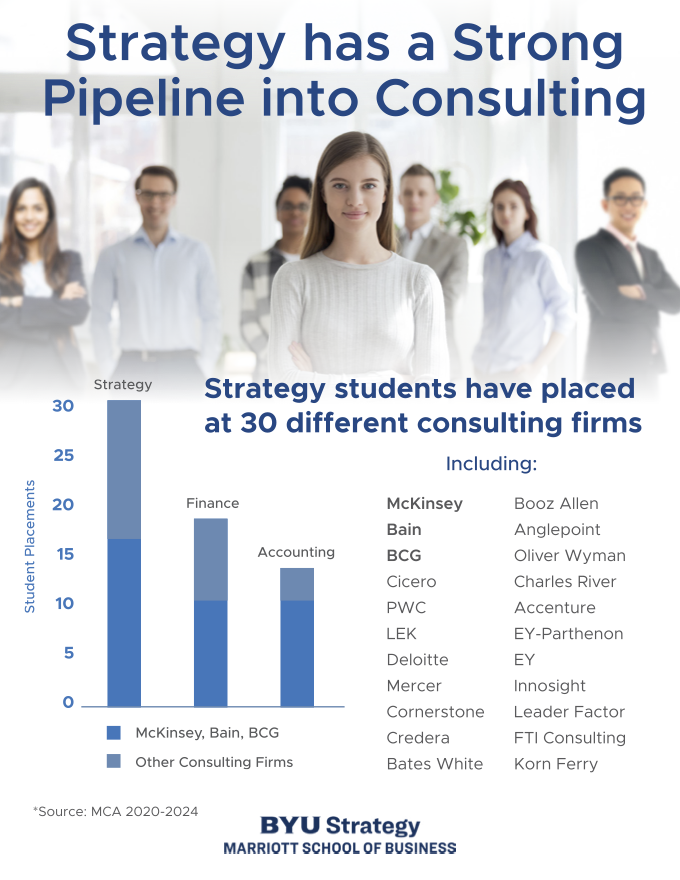 Strategy has a Strong
Pipeline into Consulting
Strategy students have placed
at 30 different consulting firms
Including:
McKinsey
Bain
BCG
Cicero
PWC
LEK
Deloitte
Mercer
Cornerstone
Credera
Bates White
Booz Allen
Anglepoint
Oliver Wyman
Charles River
Accenture
EY-Parthenon
EY
Innosight
Leader Factor
FTI Consulting
Korn Ferry
Student Placements
30
25
20
15
10
5
0
Strategy
Finance
Accounting
McKinsey, Bain, BCG
Other Consulting Firms
*Source: MCA 2020-2024
BYU Strategy
MARRIOTT SCHOOL OF BUSINESS